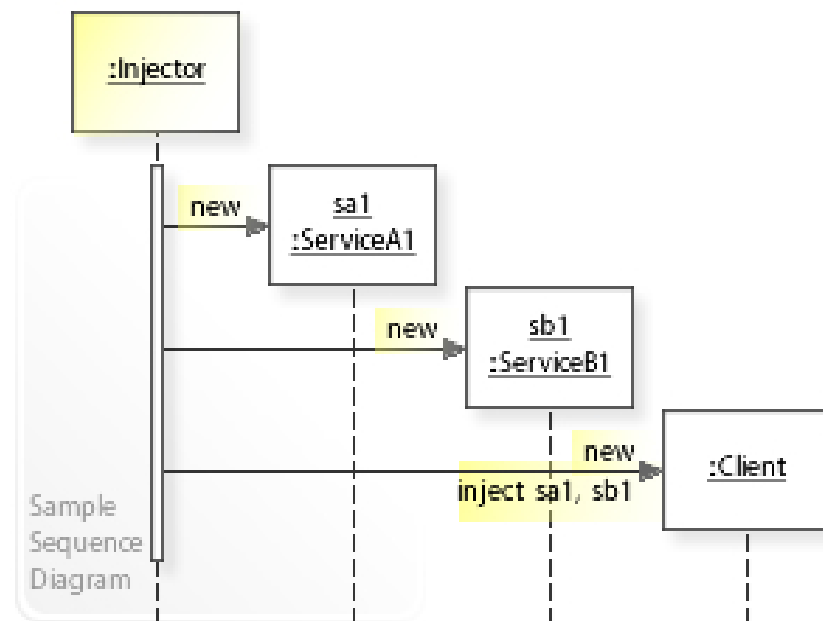 :Injector
new
sa1
:ServiceA1
new
sb1
:ServiceB1
new
inject sa1, sb1
:Client
Sample
Sequence
Diagram